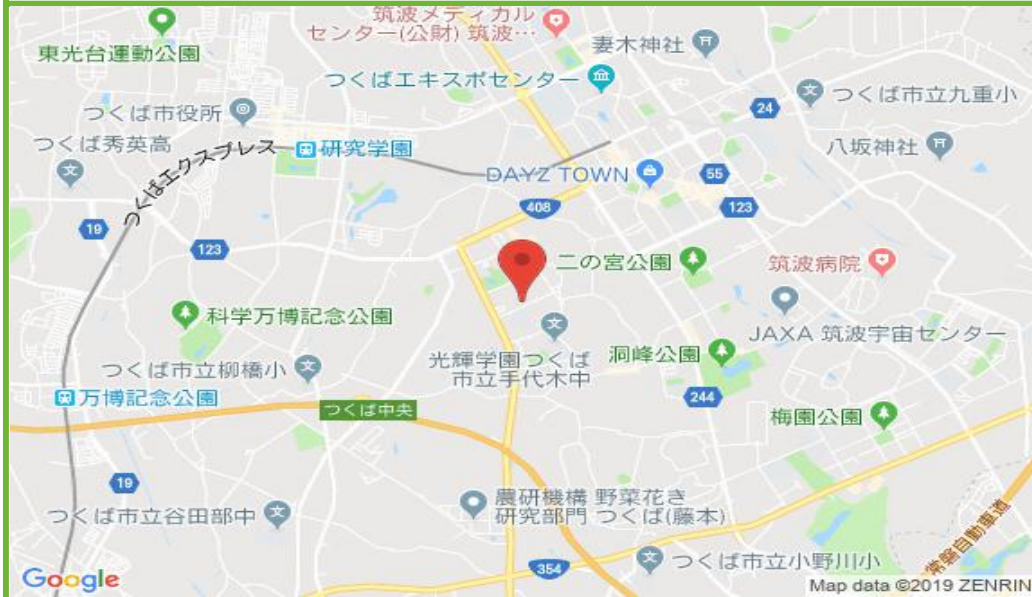 筑波メディカル
センター(公財) 筑波…
東光台運動公園
妻木神社
つくばエキスポセンター
つくば市役所
24
つくば市立九重小
つくば秀英高
つくばエクスプレス
研究学園
八坂神社
DAYZ TOWN
55
408
123
19
123
二の宮公園
筑波病院
科学万博記念公園
JAXA 筑波宇宙センター
光輝学園つくば
市立手代木中
洞峰公園
つくば市立柳橋小
万博記念公園
244
つくば中央
梅園公園
19
農研機構 野菜花き
研究部門 つくば(藤本)
つくば市立谷田部中
常磐自動車道
354
つくば市立小野川小
Google
Map data ©2019 ZENRIN